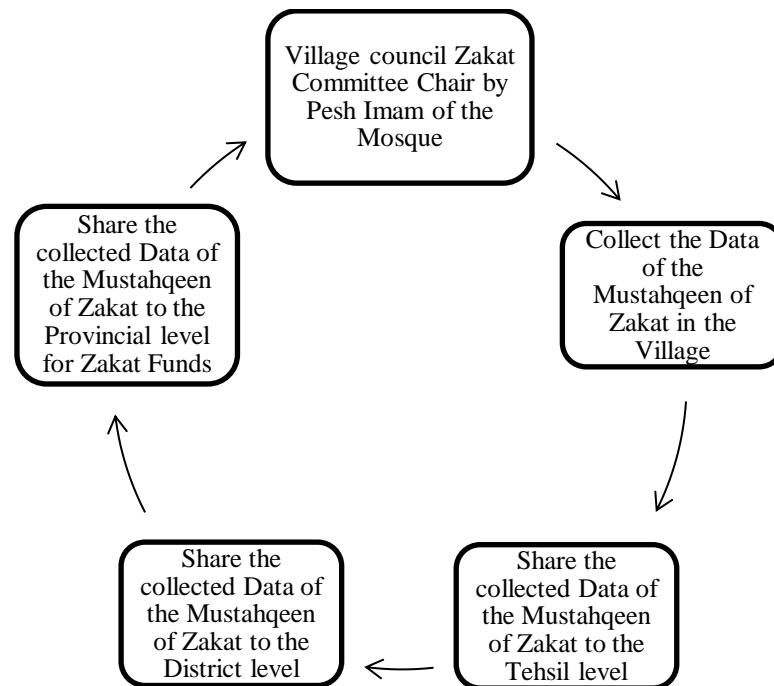 Village council Zakat
Committee Chair by
Pesh Imam of the
Mosque
Collect the Data
of the
Mustahqeen of
Zakat in the
Village
Share the
collected Data of
the Mustahqeen
of Zakat to the
Tehsil level
Share the
collected Data of
the Mustahqeen
of Zakat to the
District level
Share the
collected Data of
the Mustahqeen
of Zakat to the
Provincial level
for Zakat Funds